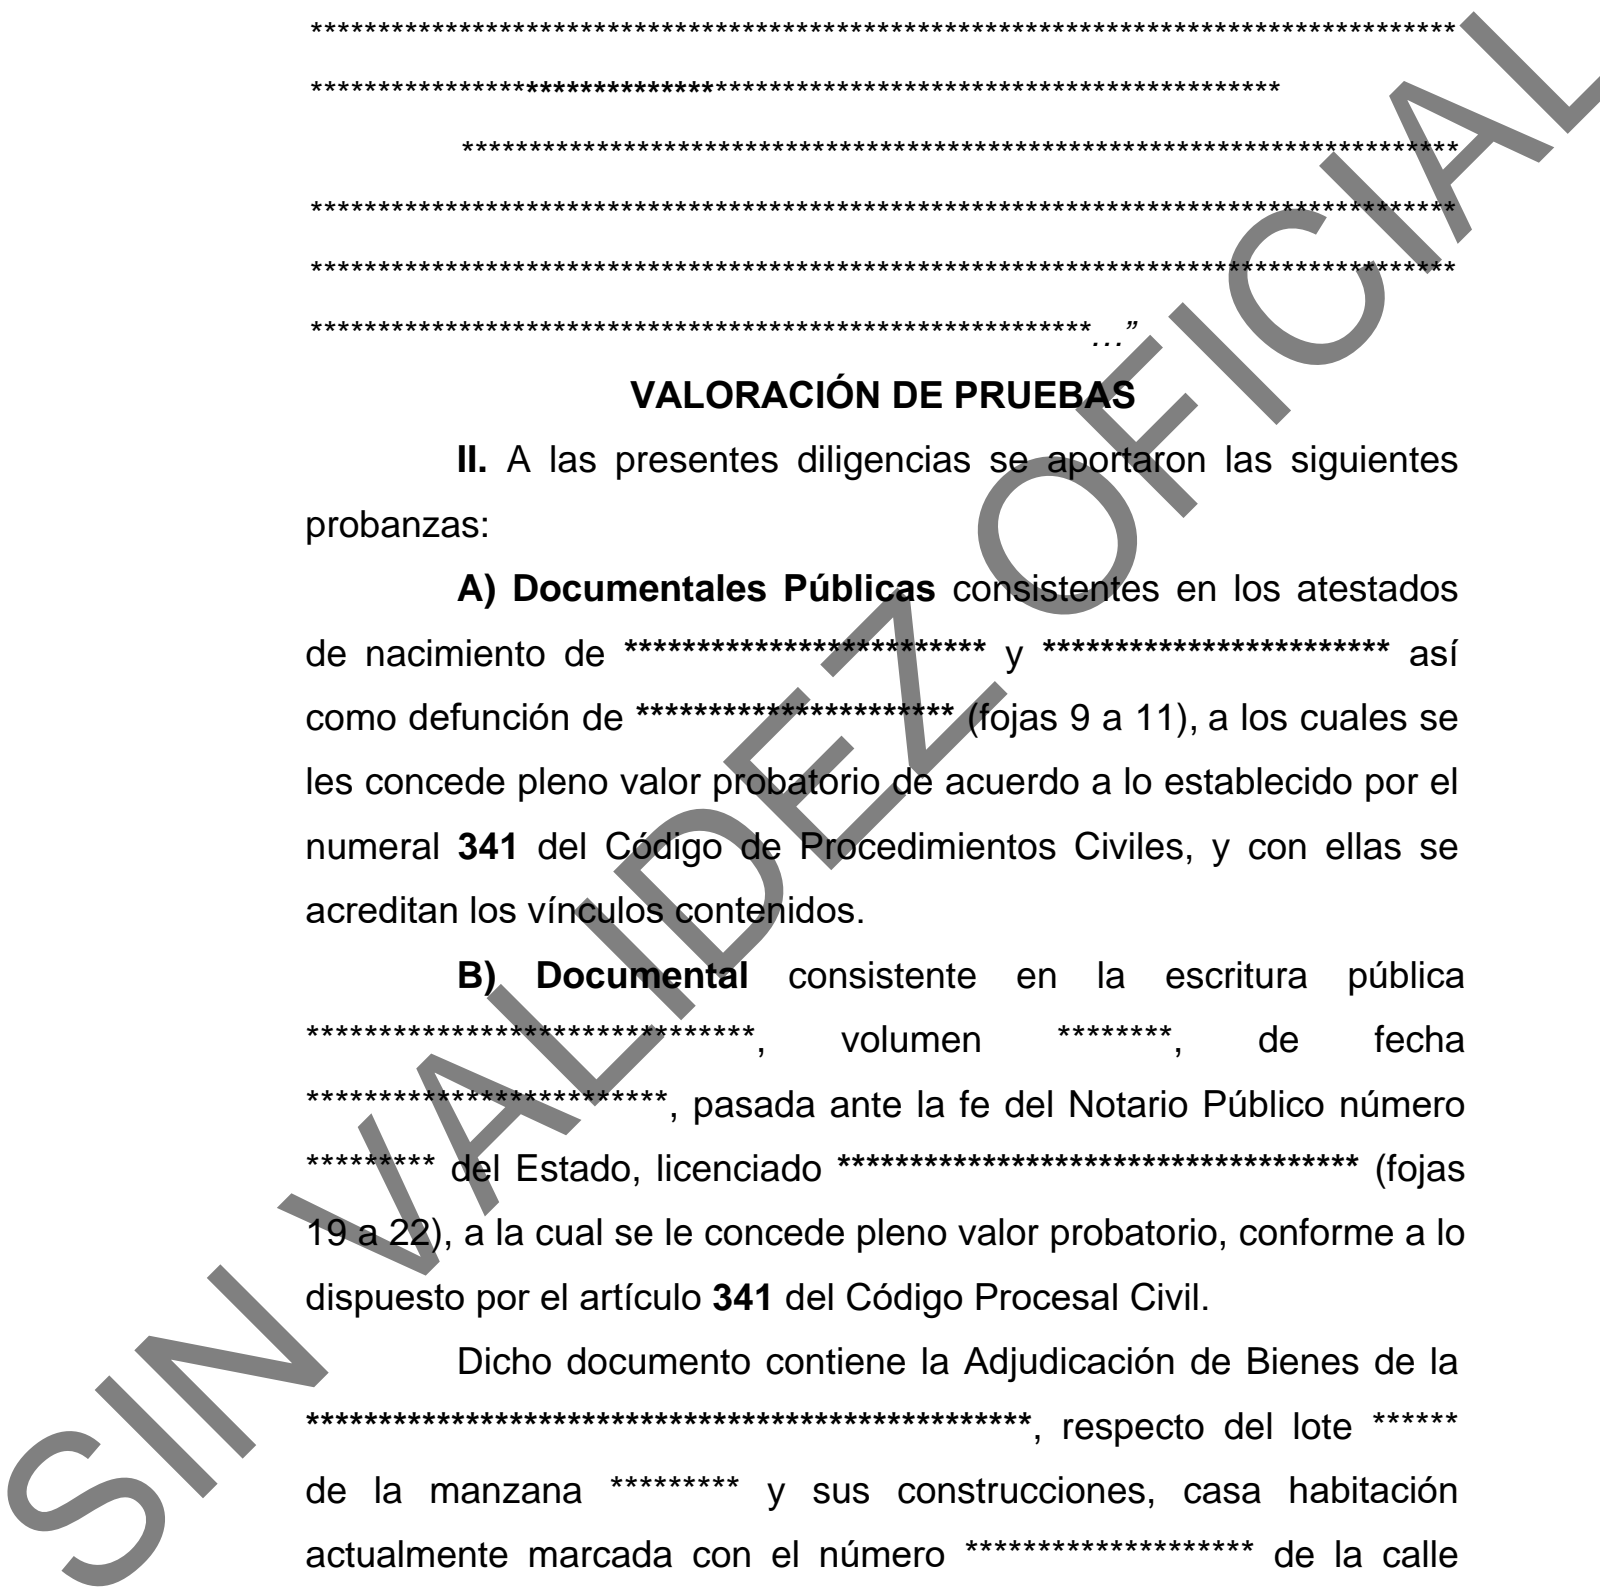 *************************************************************************************
************************************************************************
**************************************************************************
*************************************************************************************
*************************************************************************************
**********************************************************…”
VALORACIÓN DE PRUEBAS
II. A las presentes diligencias se aportaron las siguientes
probanzas:
A) Documentales Públicas consistentes en los atestados
de nacimiento de ************************* y ************************ así
como defunción de ********************** (fojas 9 a 11), a los cuales se
les concede pleno valor probatorio de acuerdo a lo establecido por el
numeral 341 del Código de Procedimientos Civiles, y con ellas se
acreditan los vínculos contenidos.
B) Documental consistente en la escritura pública
*******************************, volumen ********, de fecha
*************************, pasada ante la fe del Notario Público número
********* del Estado, licenciado ************************************ (fojas
19 a 22), a la cual se le concede pleno valor probatorio, conforme a lo
dispuesto por el artículo 341 del Código Procesal Civil.
Dicho documento contiene la Adjudicación de Bienes de la
**************************************************, respecto del lote ******
de la manzana ********* y sus construcciones, casa habitación
actualmente marcada con el número ******************** de la calle
SIN VALIDEZ OFICIAL